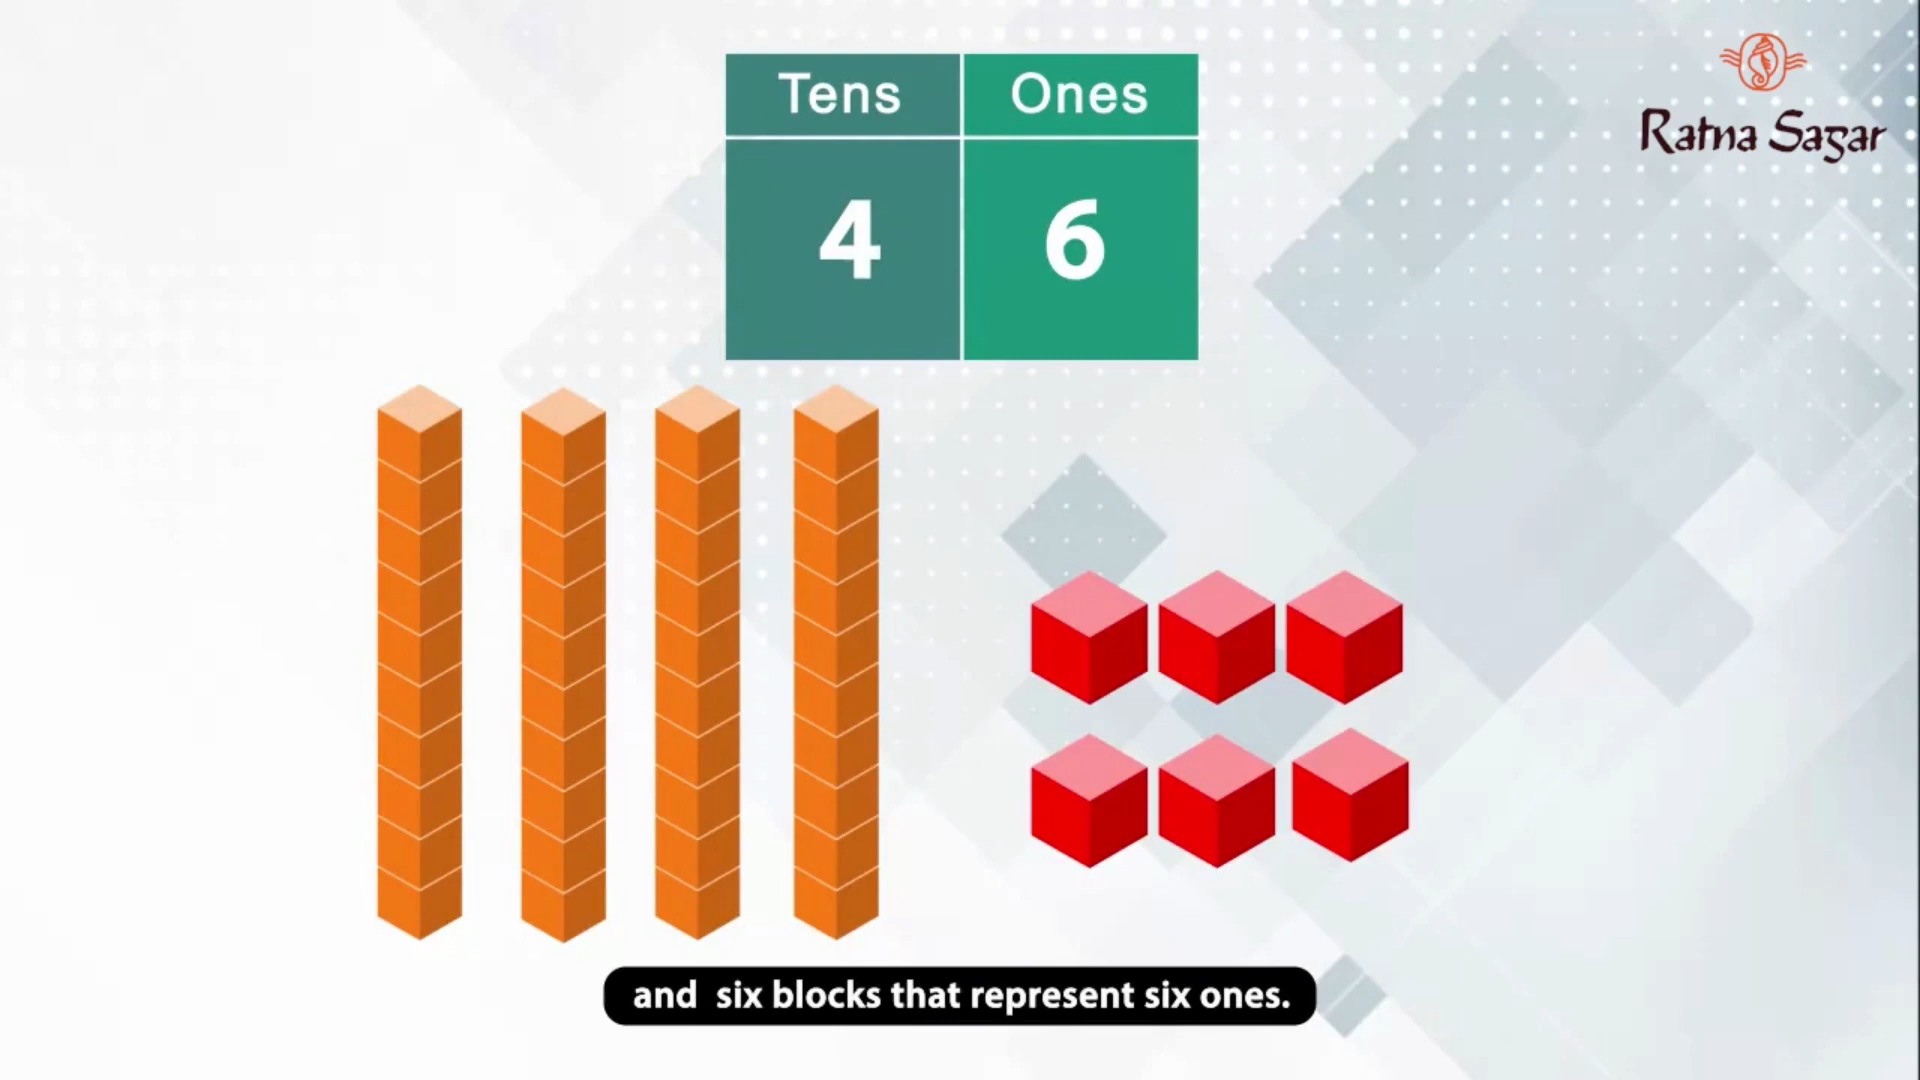 Tens Ones
4 6
Ratna Sagar
and six blocks that represent six ones.